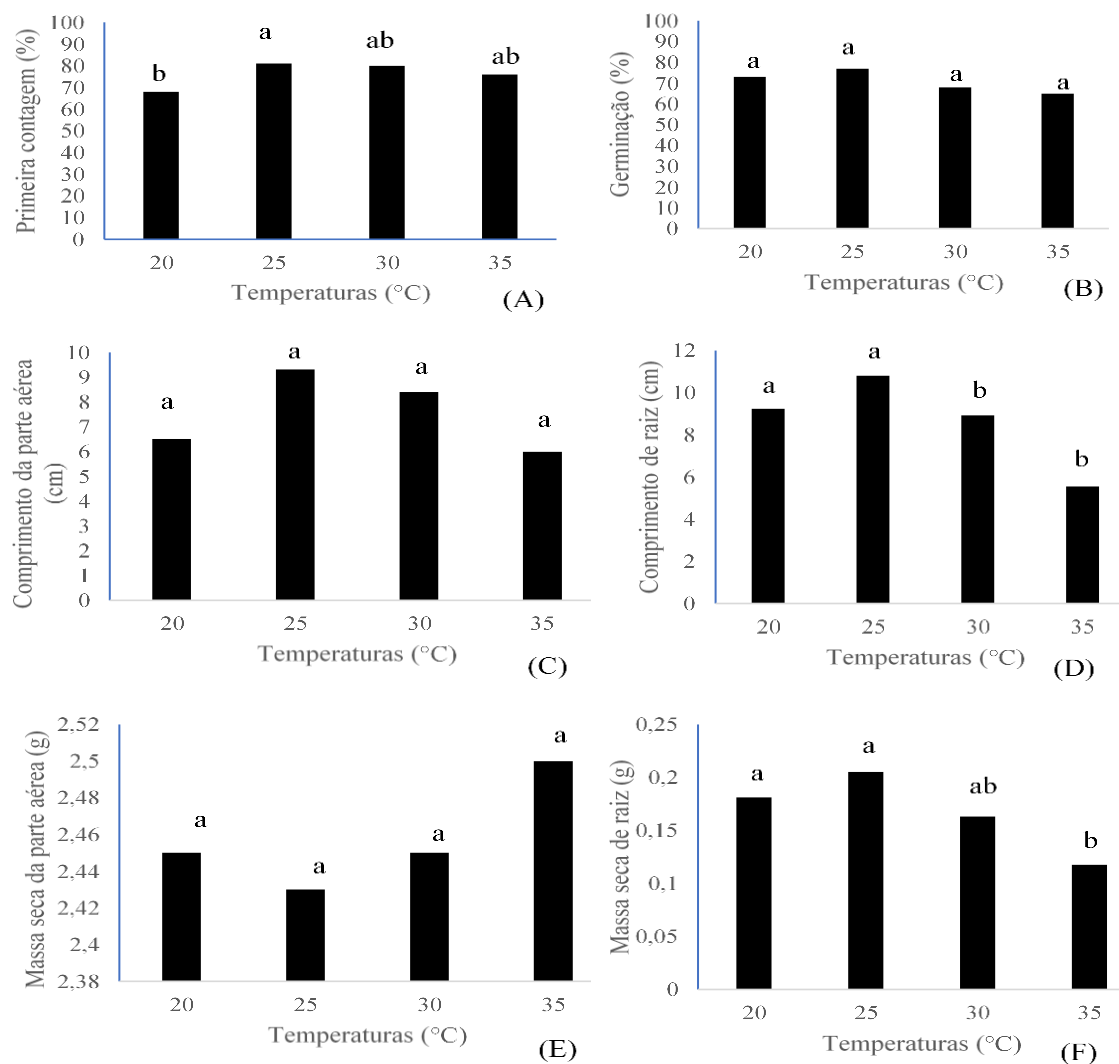 Primeira contagem (%)
100
90
80
70
60
50
40
30
20
10
0
b
a
ab
ab
20 25 30 35
Temperaturas (°C)
(A)
Germinação (%)
100
90
80
70
60
50
40
30
20
10
0
a
a
a
a
20 25 30 35
Temperaturas (°C)
(B)
Comprimento da parte aérea
(cm)
10
9
8
7
6
5
4
3
2
1
0
a
a
a
a
20 25 30 35
Temperaturas (°C)
(C)
Comprimento de raiz (cm)
12
10
8
6
4
2
0
a
a
b
b
20 25 30 35
Temperaturas (°C)
(D)
Massa seca da parte aérea (g)
2,52
2,5
2,48
2,46
2,44
2,42
2,4
2,38
a
a
a
a
20 25 30 35
Temperaturas (°C)
(E)
Massa seca de raiz (g)
0,25
0,2
0,15
0,1
0,05
0
a
a
ab
b
20 25 30 35
Temperaturas (°C)
(F)